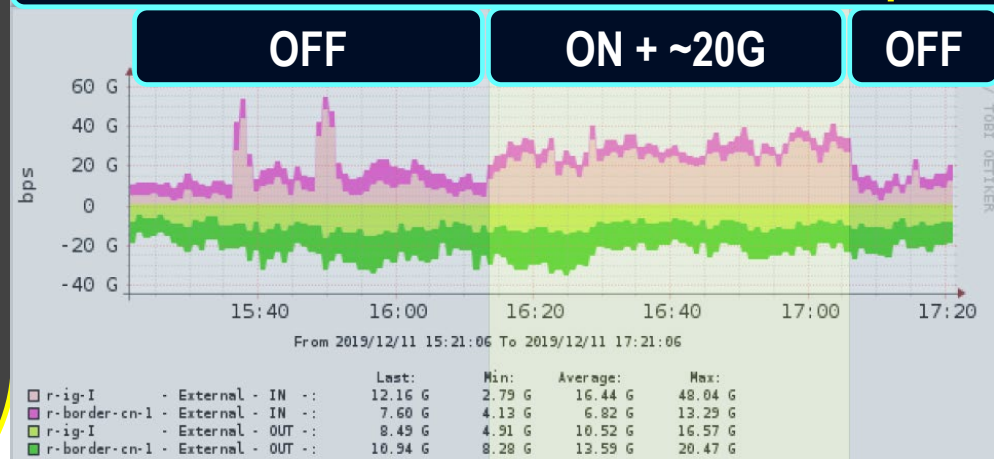 OFF
ON + ~20G
OFF
60 G
40 G
20 G
0
-20 G
-40 G
bps
TOBI OETIKER
15:40 16:00 16:20 16:40 17:00 17:20
From 2019/12/11 15:21:06 To 2019/12/11 17:21:06
Last: Min: Average: Max:
r-ig-I - External - IN -: 12.16 G 2.79 G 16.44 G 48.04 G
r-border-cn-1 - External - IN -: 7.60 G 4.13 G 6.82 G 13.29 G
r-ig-I - External - OUT -: 8.49 G 4.91 G 10.52 G 16.57 G
r-border-cn-1 - External - OUT -: 10.94 G 8.28 G 13.59 G 20.47 G